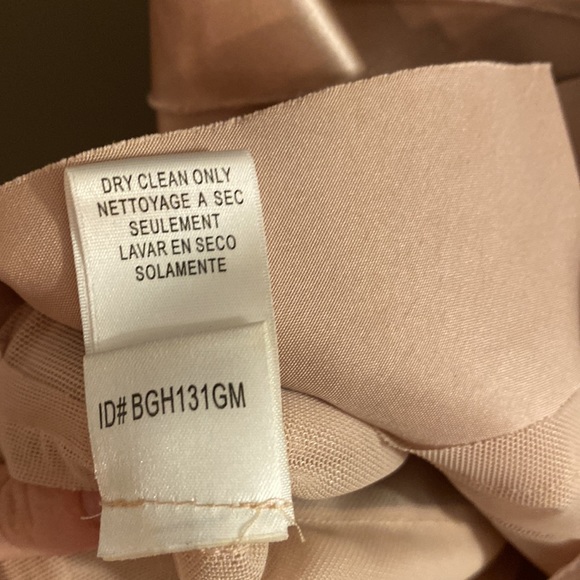 DRY CLEAN ONLY
NETTOYAGE A SEC
SEULEMENT
LAVAR EN SECO
SOLAMENTE
ID# BGH131GM